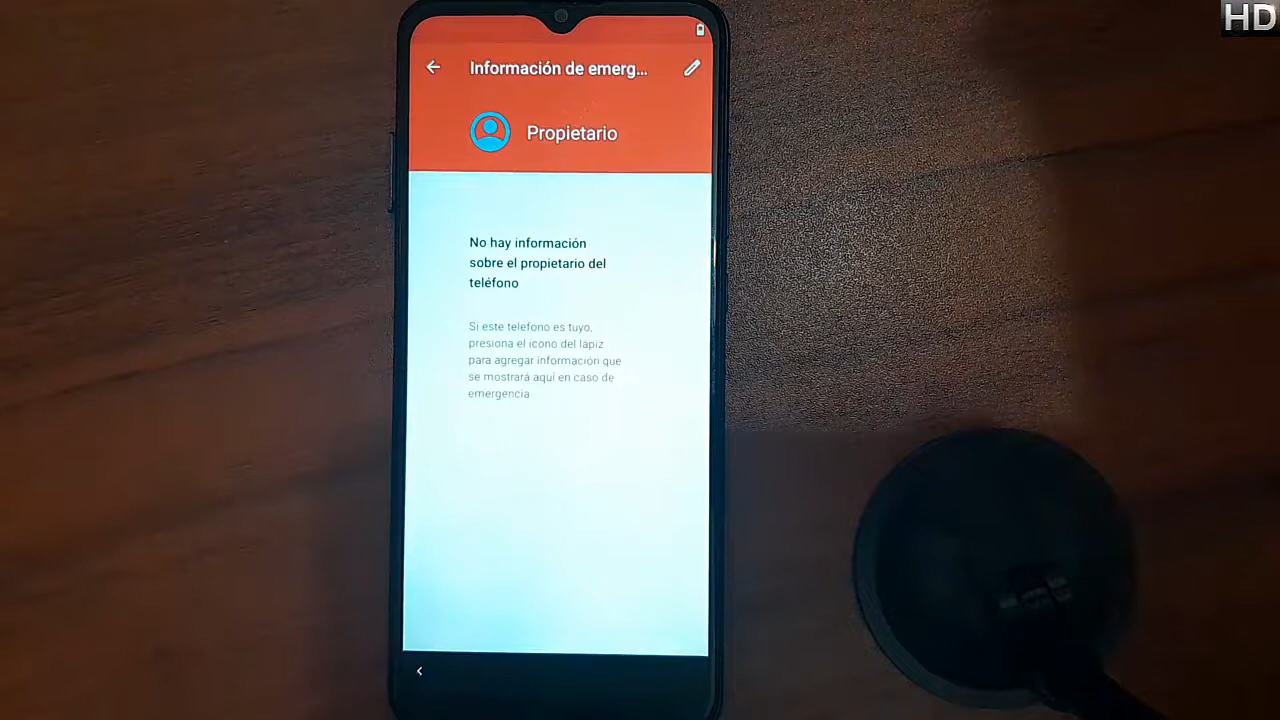 HD
Información de emerg...
Propietario
No hay información
sobre el propietario del
teléfono
Si este telefono es tuyo,
presiona el icono del lápiz
para agregar información que
se mostrará aquí en caso de
emergencia